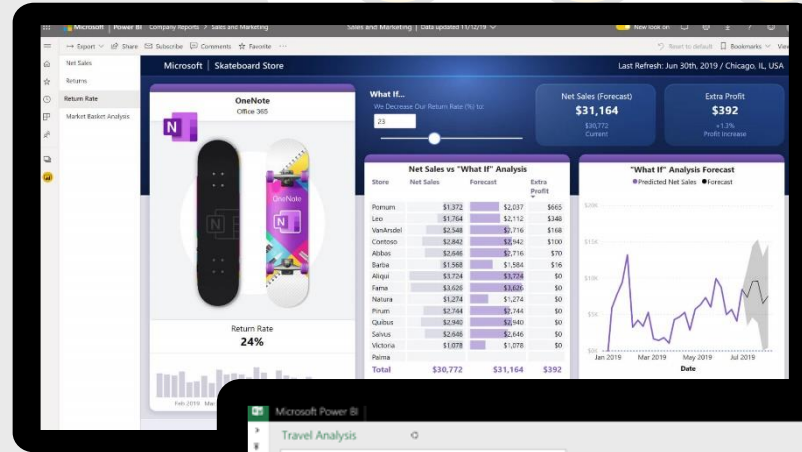 Microsoft Power BI Company Reports > Sales and Marketing
Sales and Marketing | Data updated 11/12/19
New look on
Export Share Subscribe Comments Favorite ...
Reset to default Bookmarks View
Net Sales
Returns
Return Rate
Market Basket Analysis
Microsoft | Skateboard Store
Last Refresh: Jun 30th, 2019 / Chicago, IL, USA
OneNote
Office 365
N
OneNote
N
Return Rate
24%
Feb 2019 Mar
What If...
We Decrease Our Return Rate (%) to:
23
Net Sales (Forecast)
$31,164
$30,772
Current
Extra Profit
$392
+1.3%
Profit Increase
Net Sales vs "What If" Analysis
Store Net Sales Forecast Extra Profit
Pomum $1,372 $2,037 $665
Leo $1,764 $2,112 $348
VanArsdel $2,548 $2,716 $168
Contoso $2,842 $2,942 $100
Abbas $2,646 $2,716 $70
Barba $1,568 $1,584 $16
Aliqui $3,724 $3,724 $0
Fama $3,626 $3,626 $0
Natura $1,274 $1,274 $0
Pirum $2,744 $2,744 $0
Quibus $2,940 $2,940 $0
Salvus $2,646 $2,646 $0
Victoria $1,078 $1,078 $0
Palma
Total $30,772 $31,164 $392
"What If" Analysis Forecast
Predicted Net Sales Forecast
$20K
$15K
$10K
$5K
$0K
Jan 2019 Mar 2019 May 2019 Jul 2019
Date
Microsoft Power BI
Travel Analysis